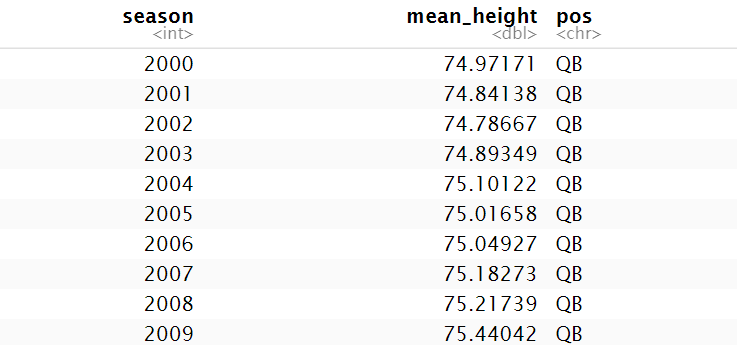 season mean_height pos
<int> <dbl> <chr>
2000 74.97171 QB
2001 74.84138 QB
2002 74.78667 QB
2003 74.89349 QB
2004 75.10122 QB
2005 75.01658 QB
2006 75.04927 QB
2007 75.18273 QB
2008 75.21739 QB
2009 75.44042 QB